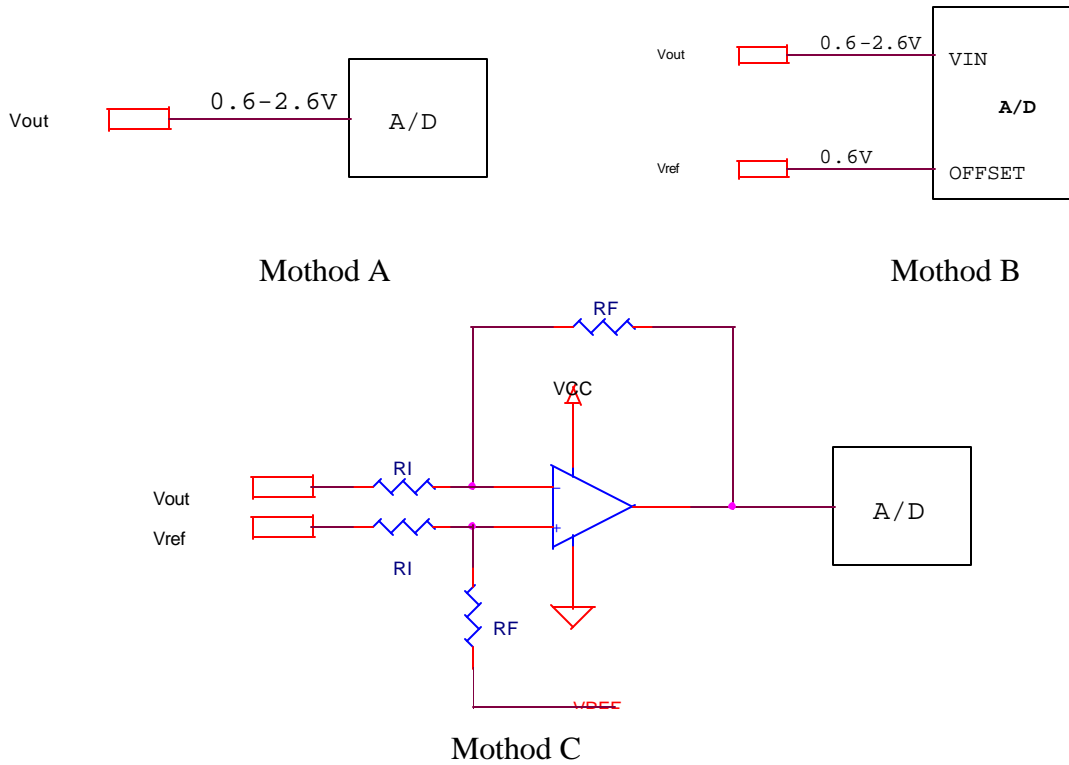 Vout
0.6-2.6V
A/D
Mothod A
Vout
0.6-2.6V
VIN
A/D
Vref
0.6V
OFFSET
Mothod B
RF
VCC
Vout
RI
Vref
RI
RF
VREF
A/D
Mothod C